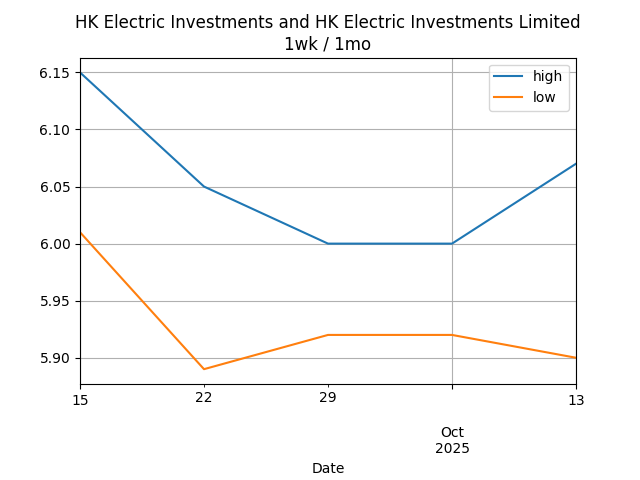 HK Electric Investments and HK Electric Investments Limited
1wk / 1mo
high
low
6.15
6.10
6.05
6.00
5.95
5.90
15
22
29
13
Oct
2025
Date